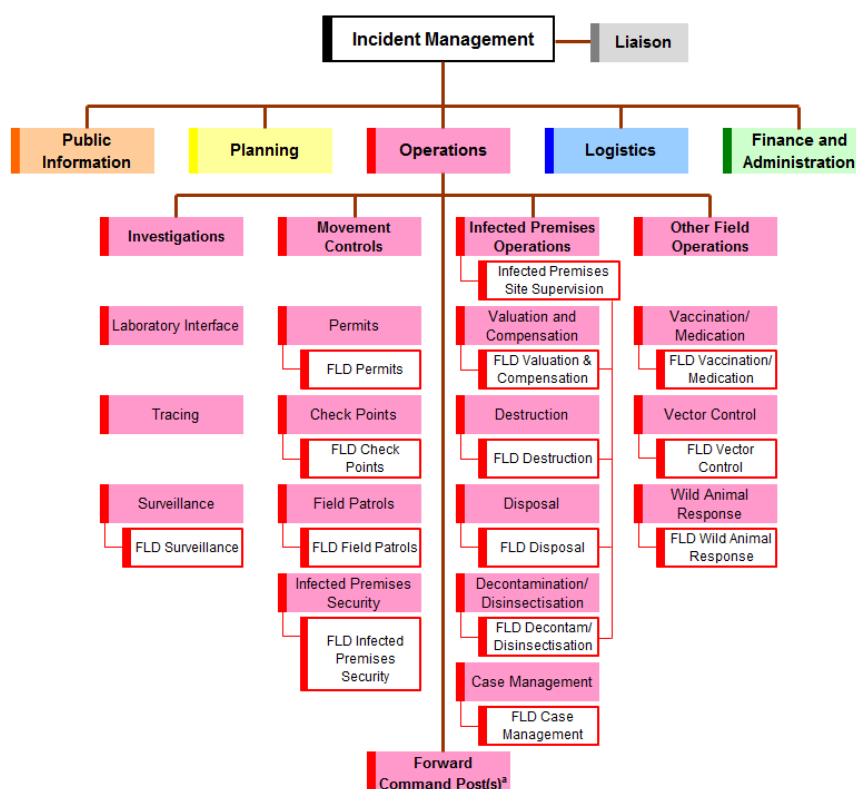 Incident Management
Liaison
Public
Information
Planning
Operations
Logistics
Finance and
Administration
Investigations
Movement
Controls
Infected Premises
Operations
Other Field
Operations
Infected Premises
Site Supervision
Laboratory Interface
Permits
Valuation and
Compensation
Vaccination/
Medication
FLD Permits
FLD Valuation &
Compensation
FLD Vaccination/
Medication
Tracing
Check Points
Destruction
Vector Control
FLD Check
Points
FLD Destruction
FLD Vector
Control
Surveillance
Field Patrols
Disposal
Wild Animal
Response
FLD Surveillance
FLD Field Patrols
FLD Disposal
FLD Wild Animal
Response
Infected Premises
Security
Decontamination/
Disinsectisation
FLD Infected
Premises
Security
FLD Decontam/
Disinsectisation
Case Management
FLD Case
Management
Forward
Command Post(s)ª